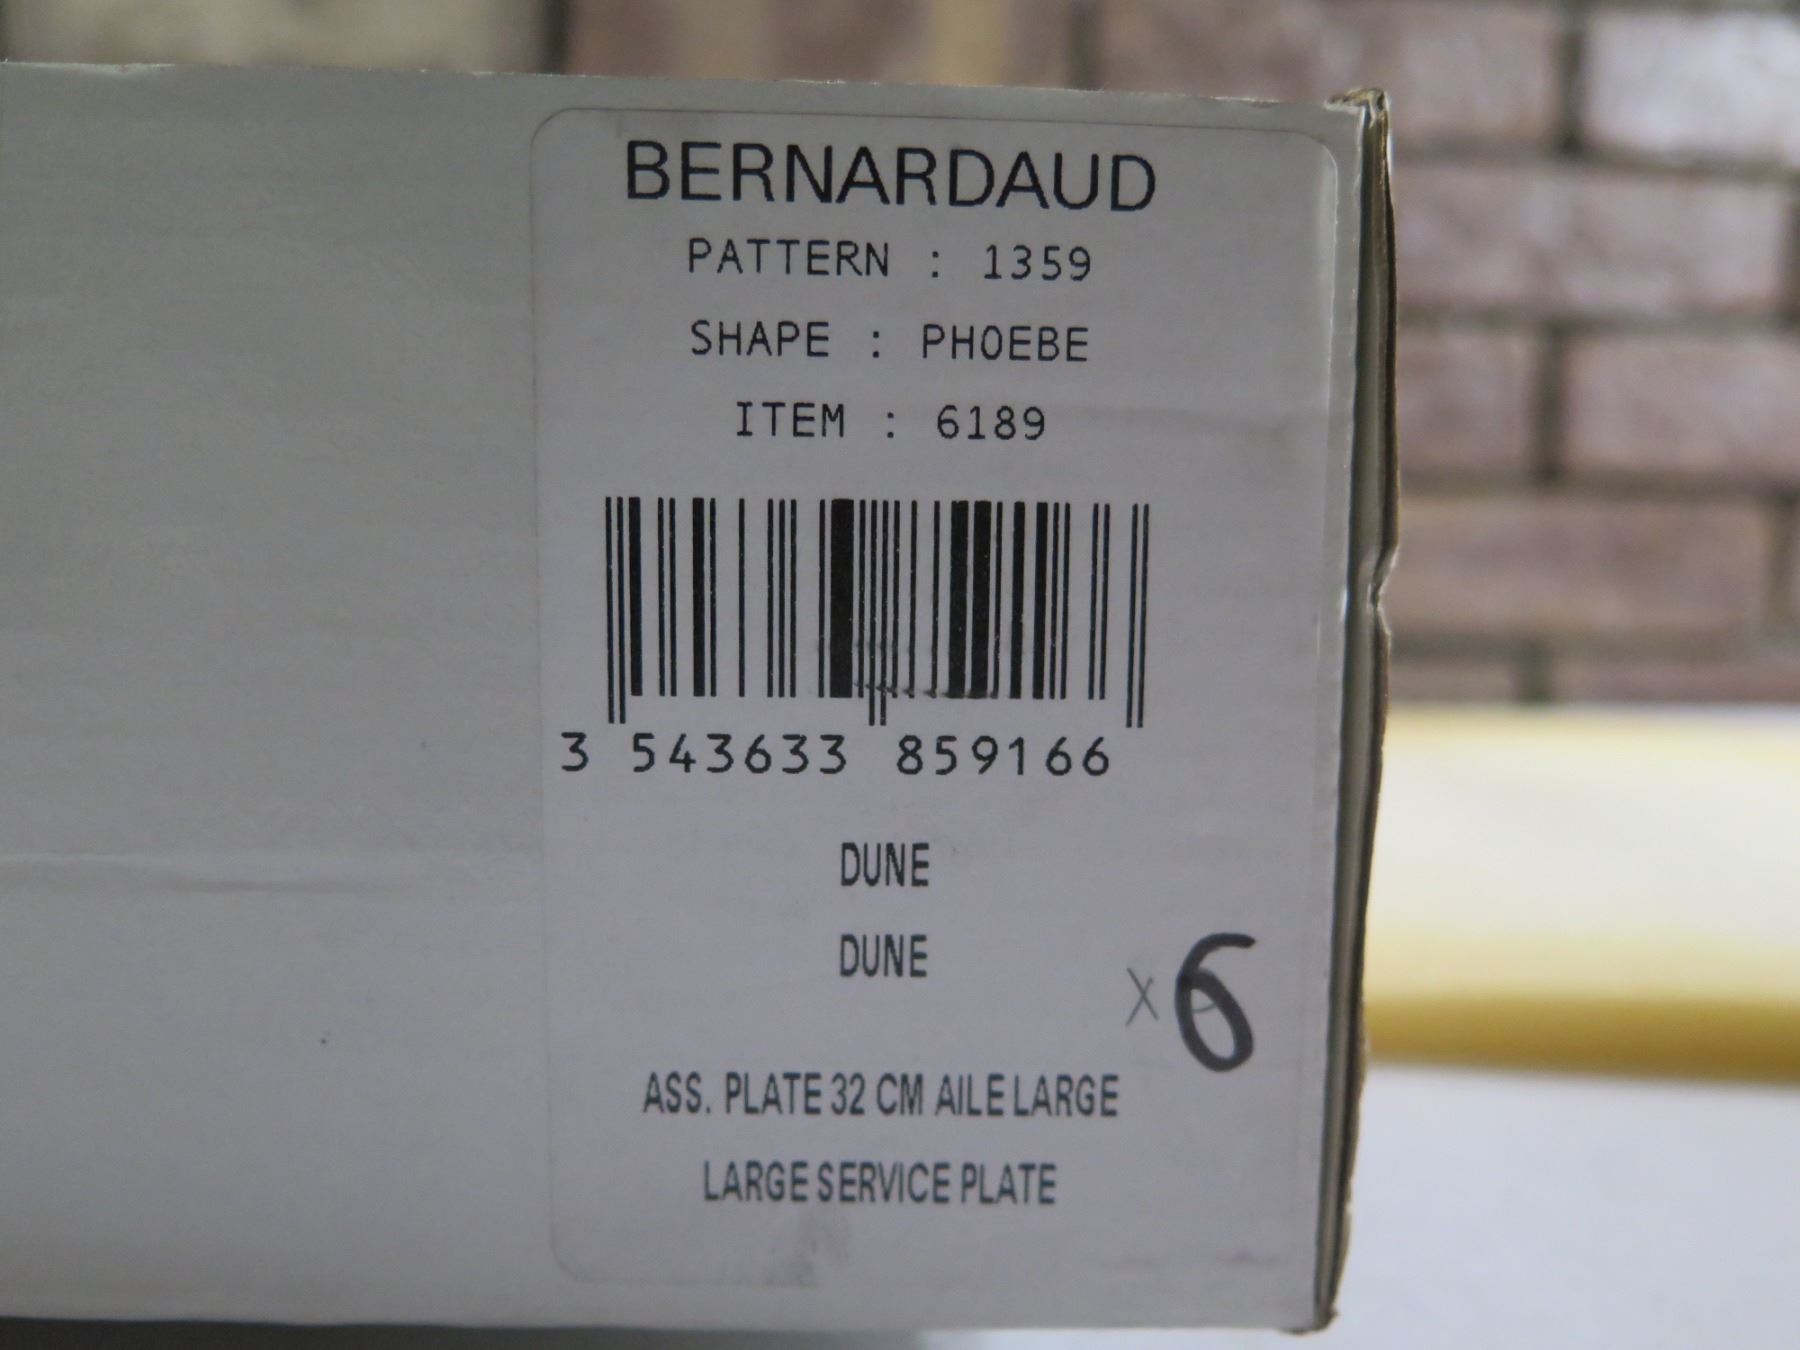 BERNARDAUD
PATTERN : 1359
SHAPE : PHOEBE
ITEM : 6189
3 543633 859166
DUNE
DUNE
x 6
ASS. PLATE 32 CM AILE LARGE
LARGE SERVICE PLATE